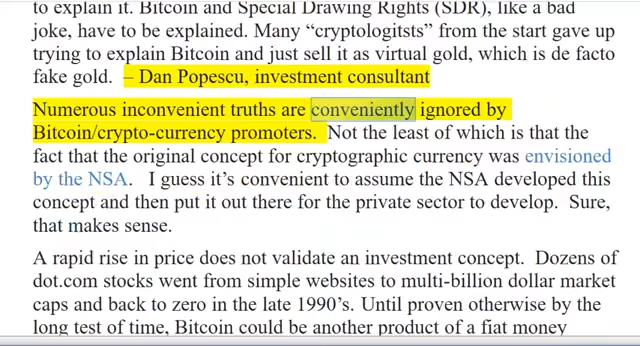 to explain it. Bitcoin and Special Drawing Rights (SDR), like a bad
joke, have to be explained. Many “cryptologitsts” from the start gave up
trying to explain Bitcoin and just sell it as virtual gold, which is de facto
fake gold. – Dan Popescu, investment consultant
Numerous inconvenient truths are conveniently ignored by
Bitcoin/crypto-currency promoters. Not the least of which is that the
fact that the original concept for cryptographic currency was envisioned
by the NSA. I guess it’s convenient to assume the NSA developed this
concept and then put it out there for the private sector to develop. Sure,
that makes sense.
A rapid rise in price does not validate an investment concept. Dozens of
dot.com stocks went from simple websites to multi-billion dollar market
caps and back to zero in the late 1990’s. Until proven otherwise by the
long test of time, Bitcoin could be another product of a fiat money